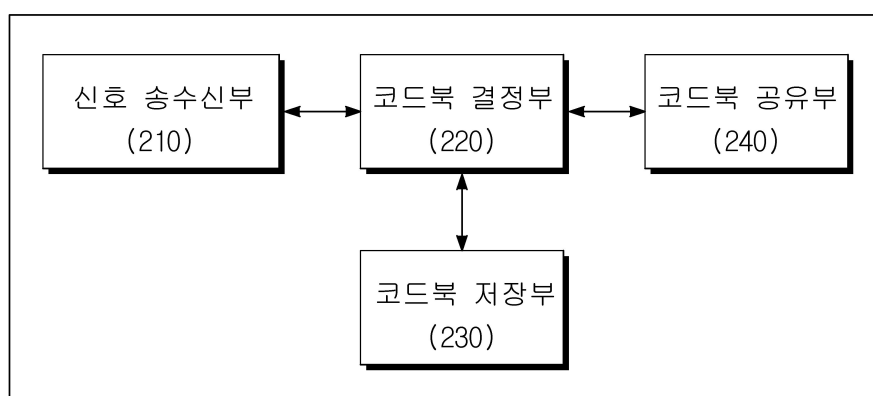 신호 송수신부
(210)
코드북 결정부
(220)
코드북 공유부
(240)
코드북 저장부
(230)